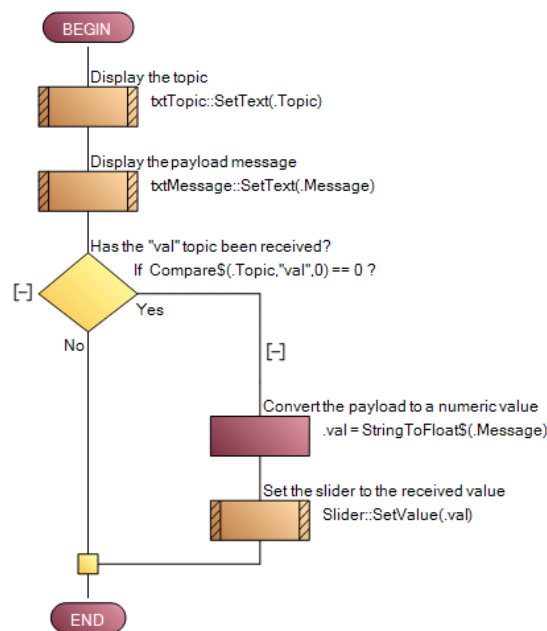 BEGIN
Display the topic
txtTopic::SetText(.Topic)
Display the payload message
txtMessage::SetText(.Message)
Has the "val" topic been received?
If Compare$(.Topic,"val",0) == 0 ?
[-]
Yes
No
[-]
Convert the payload to a numeric value
.val = StringToFloat$(.Message)
Set the slider to the received value
Slider::SetValue(.val)
END